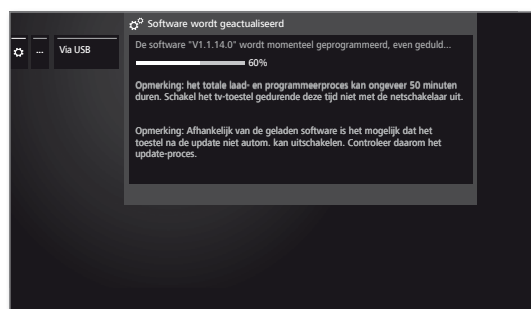 Software wordt geactualiseerd
... Via USB
De software "V1.1.14.0" wordt momenteel geprogrammeerd, even geduld...
60%
Opmerking: het totale laad- en programmeerproces kan ongeveer 50 minuten
duren. Schakel het tv-toestel gedurende deze tijd niet met de netschakelaar uit.
Opmerking: Afhankelijk van de geladen software is het mogelijk dat het
toestel na de update niet autom. kan uitschakelen. Controleer daarom het
update-proces.